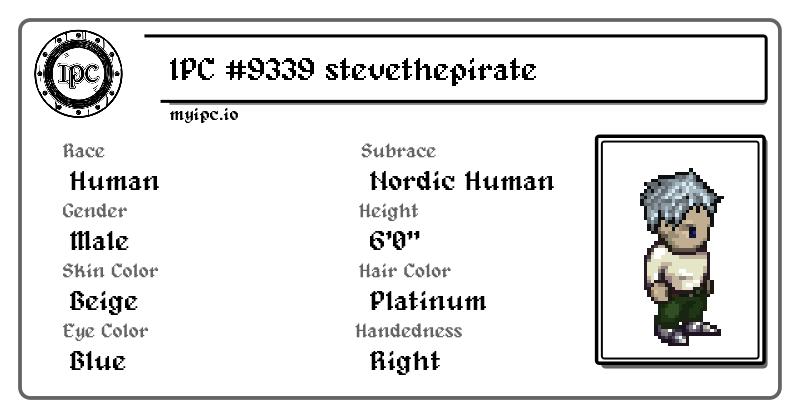 IPC
IPC #9339 stevethepirate
myipc.io
Race
Human
Subrace
Nordic Human
Gender
Male
Height
6'0"
Skin Color
Beige
Hair Color
Platinum
Eye Color
Blue
Handedness
Right